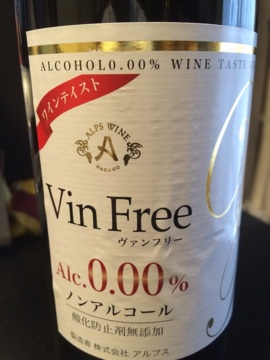 ALCOHOL0.00% WINE TASTE
ワインテイスト
ALPS WINE
A
NAGANO
Vin Free
ヴァンフリー
Alc.0.00%
ノンアルコール
酸化防止剤無添加
製造者 株式会社 アルプス